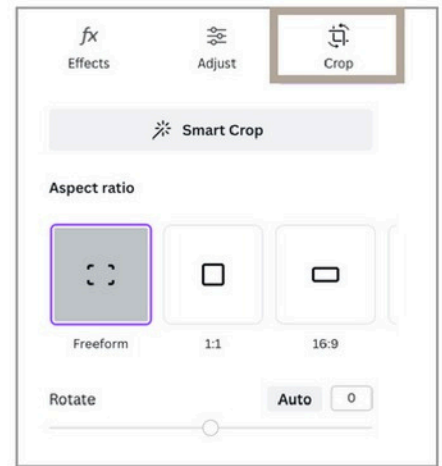 fx
Effects Adjust Crop
Smart Crop
Aspect ratio
Freeform 1:1 16:9
Rotate Auto 0